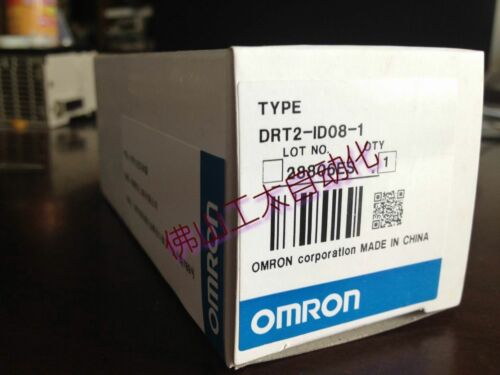 TYPE
DRT2-ID08-1
LOT NO. QTY
1
OMRON corporation MADE IN CHINA
OMRON
OMRON
佛山工太自动化